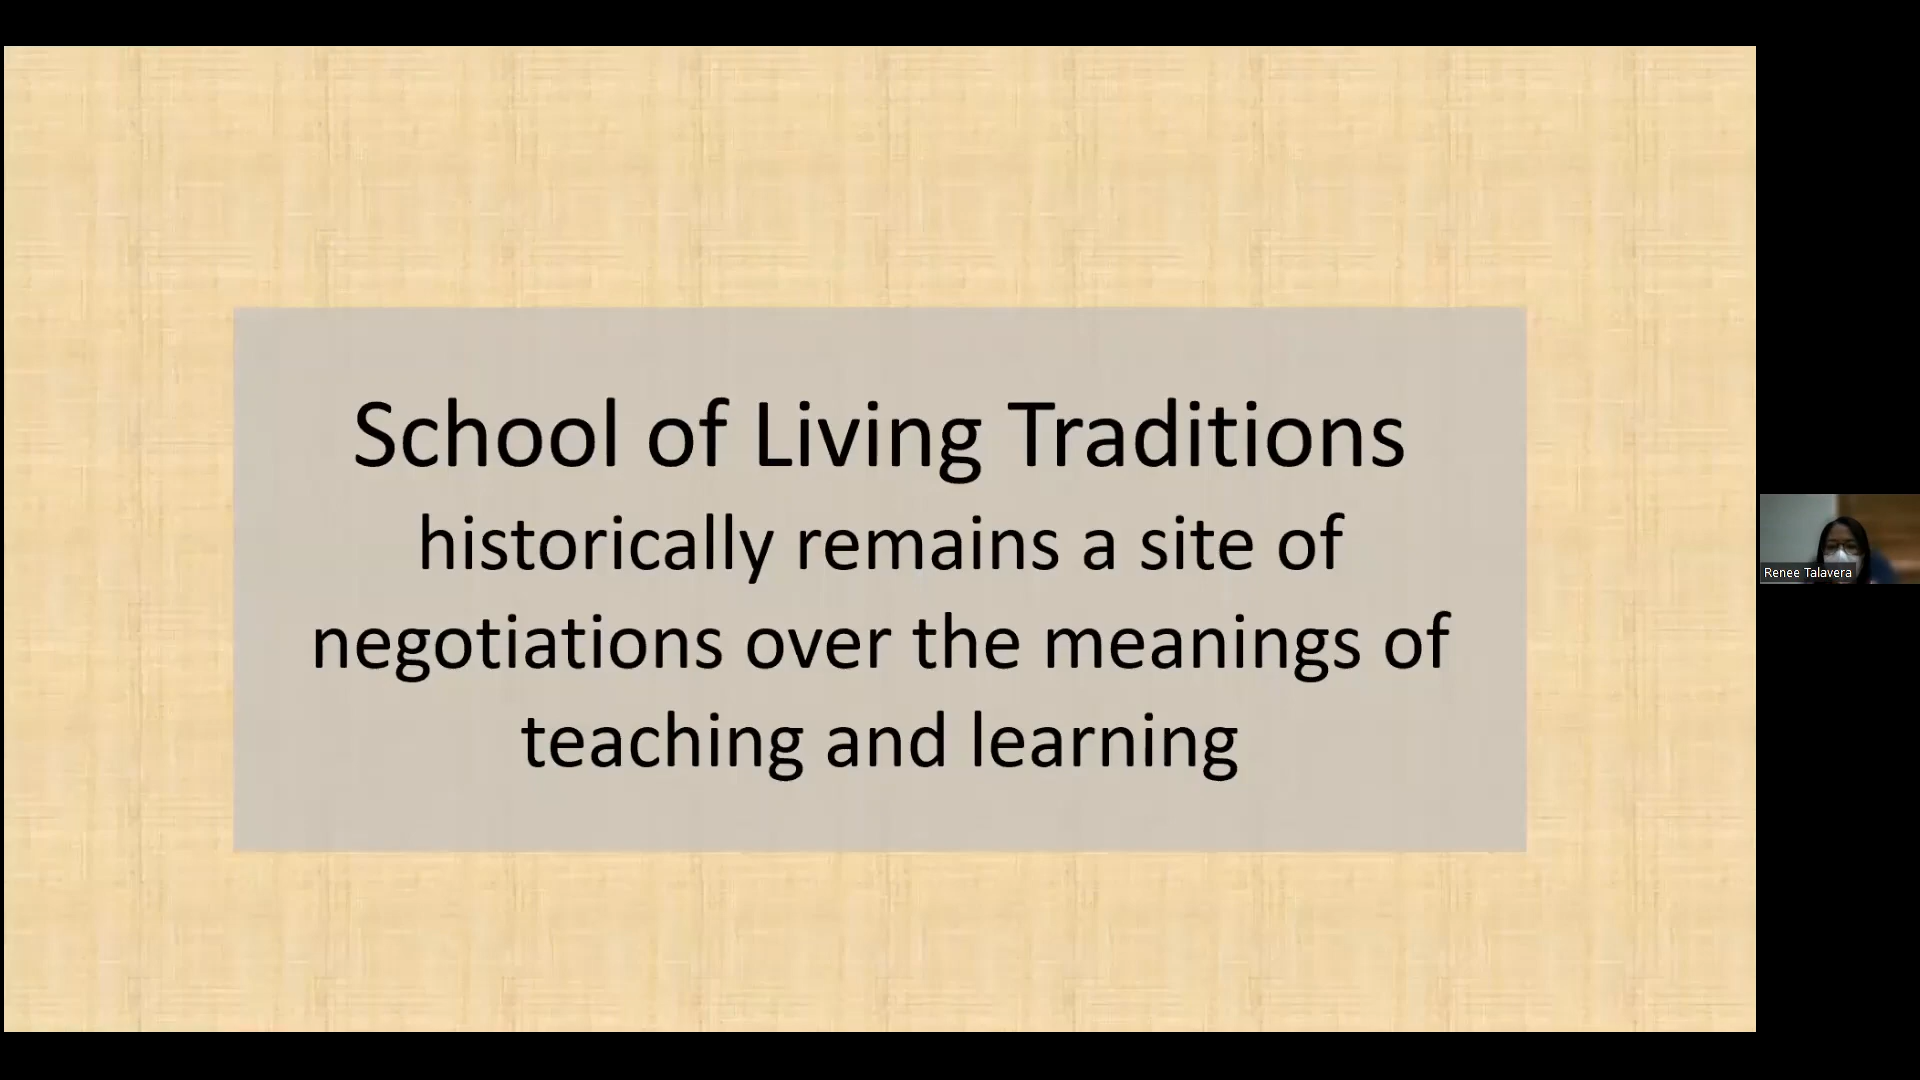 School of Living Traditions
historically remains a site of
negotiations over the meanings of
teaching and learning
Renee Talavera